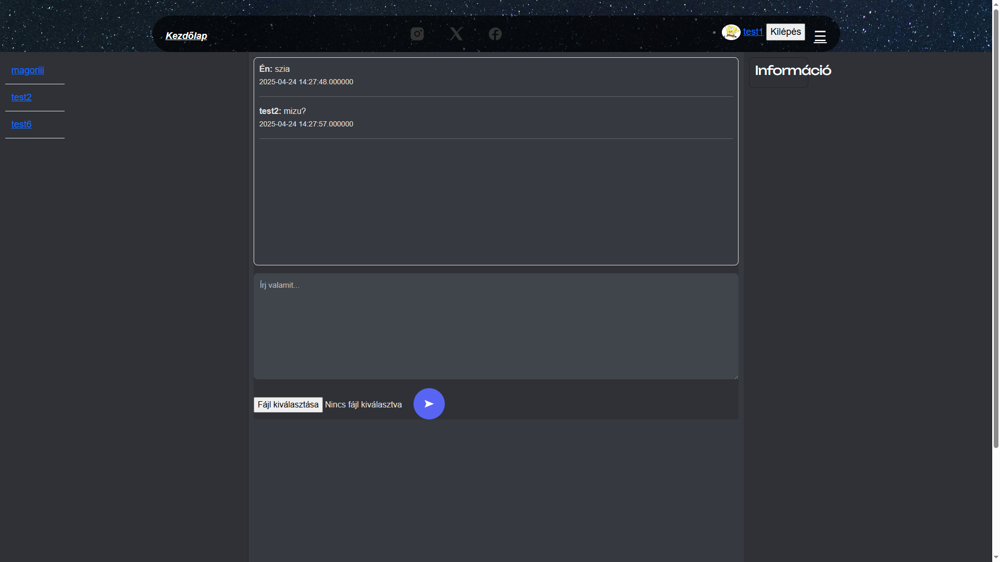 Kezdőlap
test1 Kilépés
magoriii
test2
test6
Én: szia
2025-04-24 14:27:48.000000
test2: mizu?
2025-04-24 14:27:57.000000
Írj valamit...
Fájl kiválasztása Nincs fájl kiválasztva
Információ